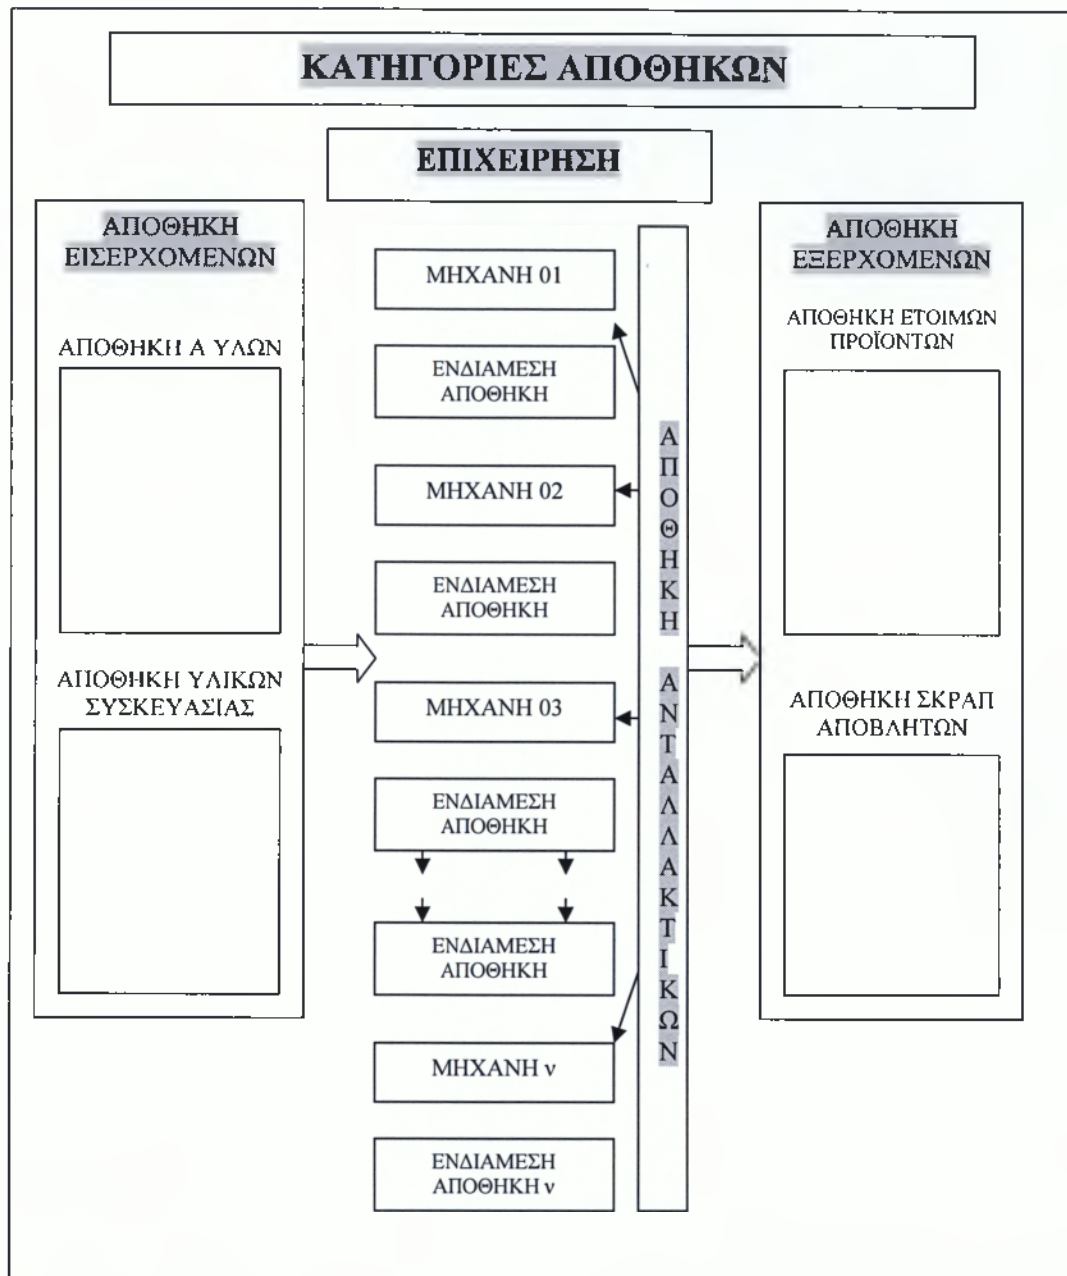 ΚΑΤΗΓΟΡΙΕΣ ΑΠΟΘΗΚΩΝ
ΕΠΙΧΕΙΡΗΣΗ
ΑΠΟΘΗΚΗ
ΕΙΣΕΡΧΟΜΕΝΩΝ
ΑΠΟΘΗΚΗ Α ΥΛΩΝ
ΑΠΟΘΗΚΗ ΥΛΙΚΩΝ
ΣΥΣΚΕΥΑΣΙΑΣ
ΜΗΧΑΝΗ 01
ΕΝΔΙΑΜΕΣΗ
ΑΠΟΘΗΚΗ
ΜΗΧΑΝΗ 02
ΕΝΔΙΑΜΕΣΗ
ΑΠΟΘΗΚΗ
ΜΗΧΑΝΗ 03
ΕΝΔΙΑΜΕΣΗ
ΑΠΟΘΗΚΗ
ΕΝΔΙΑΜΕΣΗ
ΑΠΟΘΗΚΗ
ΜΗΧΑΝΗ ν
ΕΝΔΙΑΜΕΣΗ
ΑΠΟΘΗΚΗ ν
ΑΠΟΘΗΚΗ ΑΝΤΑΛΛΑΚΤΙΚΩΝ
ΑΠΟΘΗΚΗ
ΕΞΕΡΧΟΜΕΝΩΝ
ΑΠΟΘΗΚΗ ΕΤΟΙΜΩΝ
ΠΡΟΪΟΝΤΩΝ
ΑΠΟΘΗΚΗ ΣΚΡΑΠ
ΑΠΟΒΛΗΤΩΝ